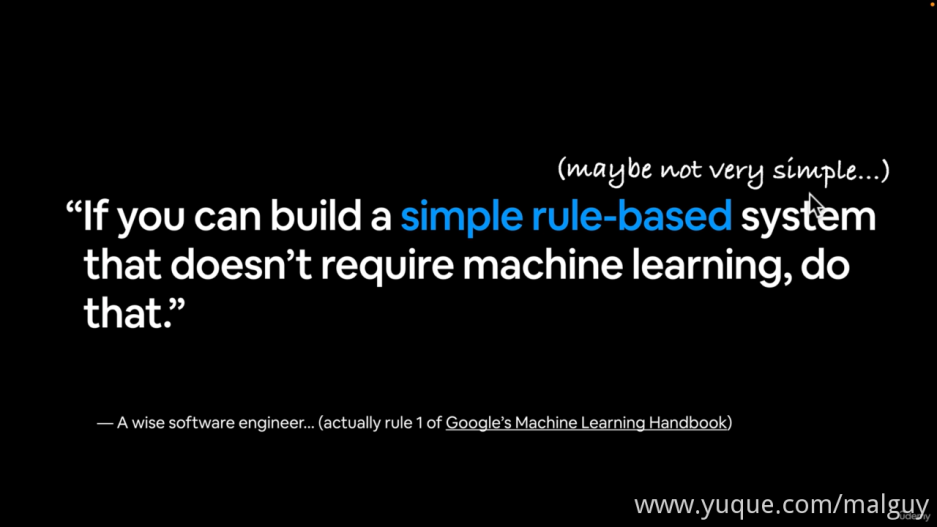 (maybe not very simple...)
“If you can build a simple rule-based system
that doesn’t require machine learning, do
that.”
— A wise software engineer... (actually rule 1 of Google’s Machine Learning Handbook)
www.yuque.com/malguy
Udemy